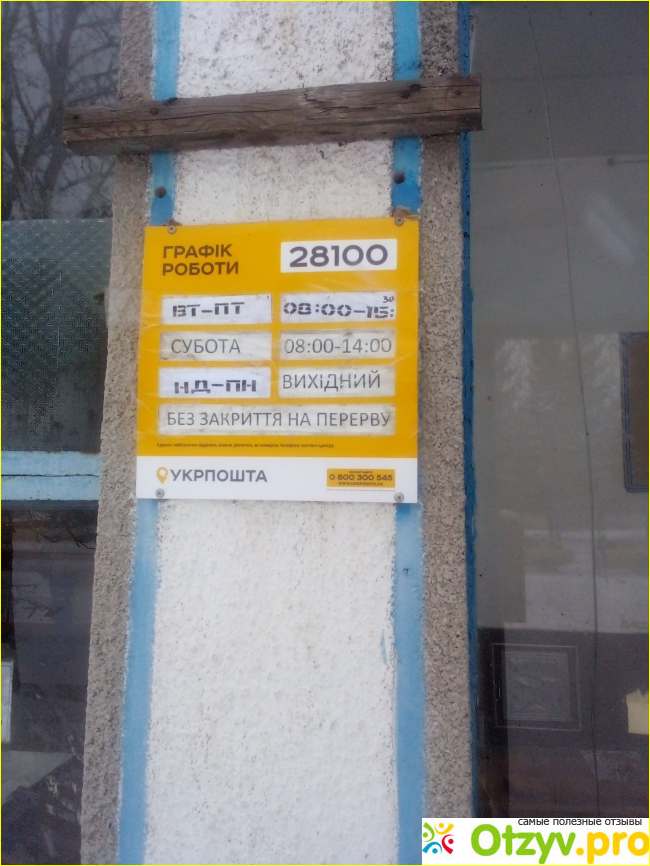 ГРАФІК
РОБОТИ
28100
ВТ-ПТ 08:00-15:30
СУБОТА 08:00-14:00
НД-ПН ВИХІДНИЙ
БЕЗ ЗАКРИТТЯ НА ПЕРЕРВУ
УКРПОШТА
0 800 300 545
самые полезные отзывы
Otzyv.pro